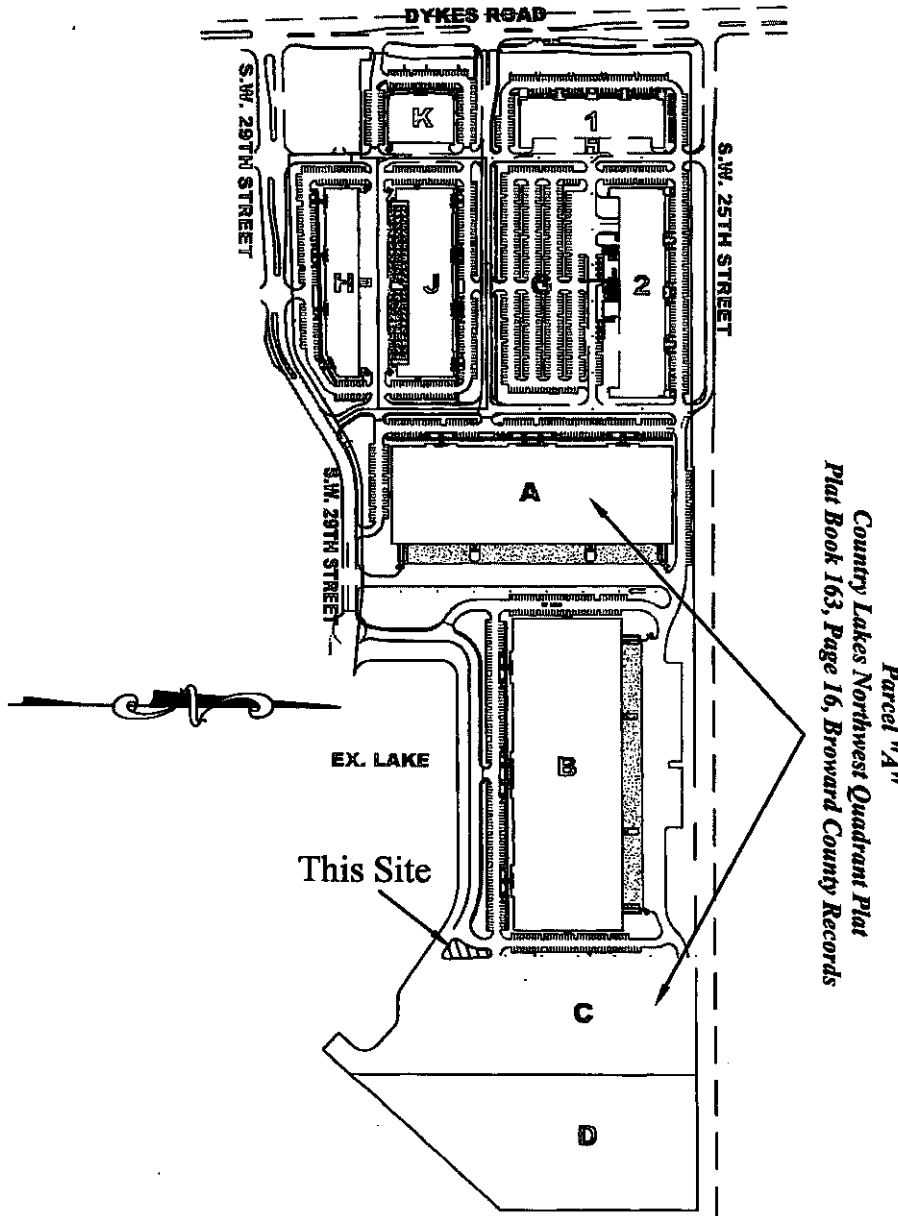 DYKES ROAD
S.W. 29TH STREET
K
1
H
S.W. 25TH STREET
H
J
G
2
A
S.W. 29TH STREET
Parcel "A"
Country Lakes Northwest Quadrant Plat
Plat Book 163, Page 16, Broward County Records
B
EX. LAKE
This Site
C
D